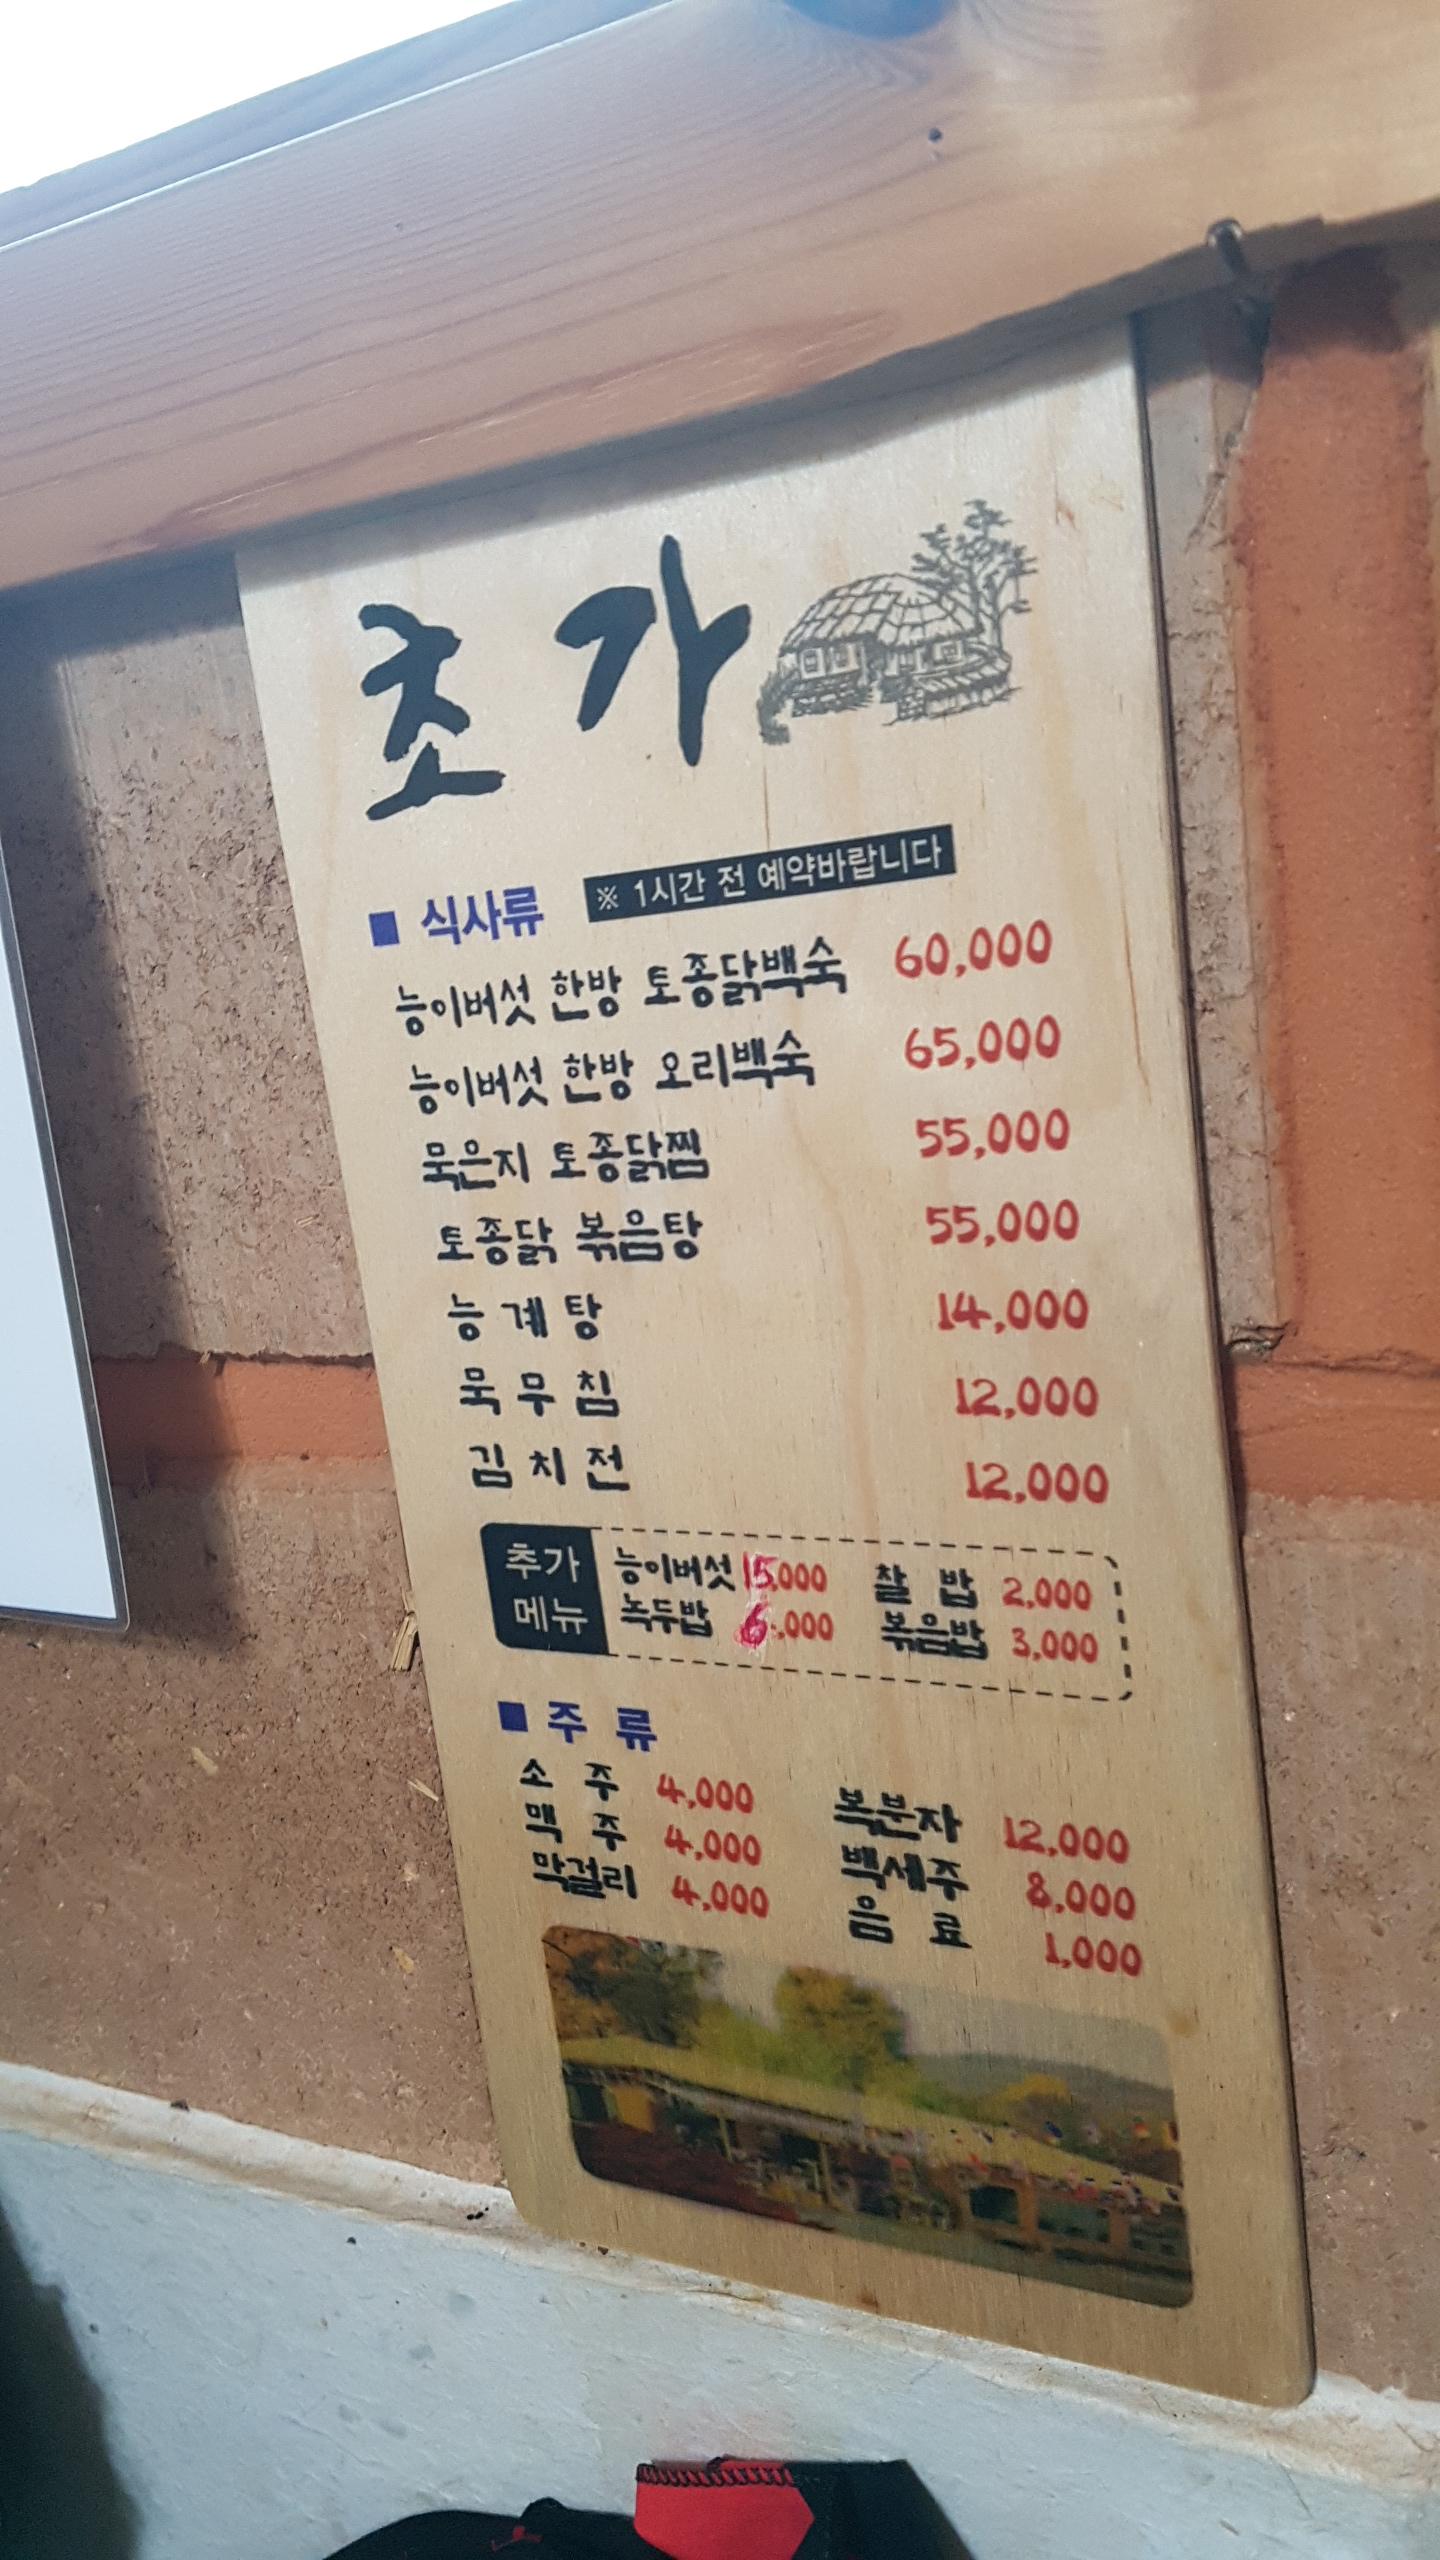 초가
■ 식사류 ※ 1시간 전 예약바랍니다
능이버섯 한방 토종닭백숙 60,000
능이버섯 한방 오리백숙 65,000
묵은지 토종닭찜 55,000
토종닭 볶음탕 55,000
능계탕 14,000
묵무침 12,000
김치전 12,000
추가 메뉴
능이버섯 15,000 찰밥 2,000
녹두밥 6,000 볶음밥 3,000
■ 주류
소주 4,000 복분자 12,000
맥주 4,000 백세주 8,000
막걸리 4,000 음료 1,000